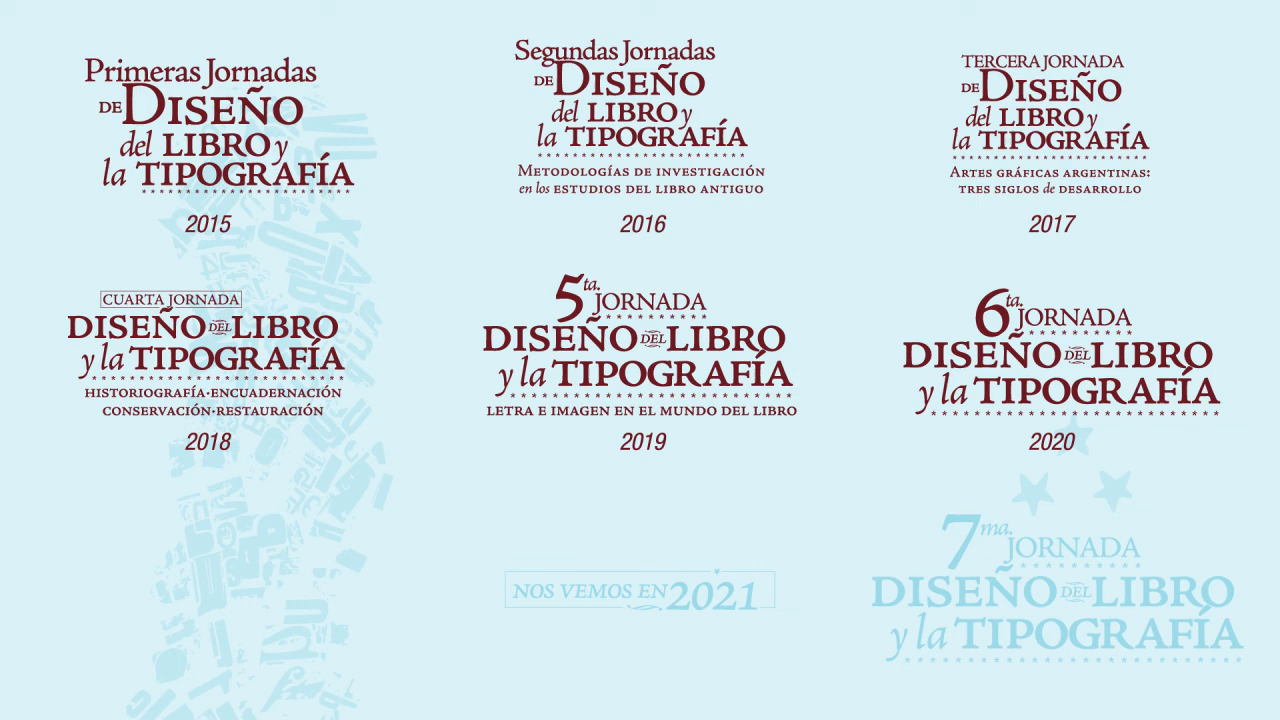 Primeras Jornadas
DE DISEÑO
del LIBRO y
la TIPOGRAFÍA
2015
Segundas Jornadas
DE DISEÑO
del LIBRO y
la TIPOGRAFÍA
METODOLOGÍAS DE INVESTIGACIÓN
en los ESTUDIOS DEL LIBRO ANTIGUO
2016
TERCERA JORNADA
DE DISEÑO
del LIBRO y
la TIPOGRAFÍA
ARTES GRÁFICAS ARGENTINAS:
TRES SIGLOS de DESARROLLO
2017
CUARTA JORNADA
DISEÑO DEL LIBRO
y la TIPOGRAFÍA
HISTORIOGRAFÍA·ENCUADERNACIÓN
CONSERVACIÓN·RESTAURACIÓN
2018
5ta. JORNADA
DISEÑO DEL LIBRO
y la TIPOGRAFÍA
LETRA E IMAGEN EN EL MUNDO DEL LIBRO
2019
6ta. JORNADA
DISEÑO DEL LIBRO
y la TIPOGRAFÍA
2020
NOS VEMOS EN 2021
7ma. JORNADA
DISEÑO DEL LIBRO
y la TIPOGRAFÍA